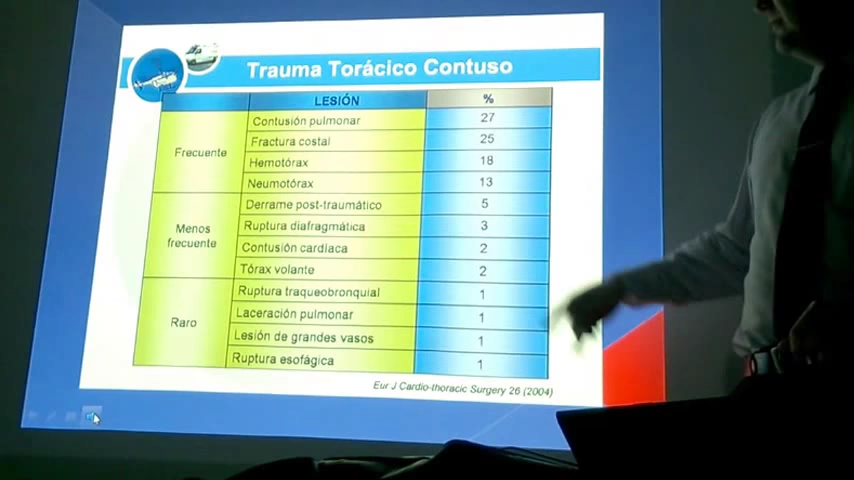 Trauma Torácico Contuso
LESIÓN %
Frecuente
Contusión pulmonar 27
Fractura costal 25
Hemotórax 18
Neumotórax 13
Menos
frecuente
Derrame post-traumático 5
Ruptura diafragmática 3
Contusión cardíaca 2
Tórax volante 2
Raro
Ruptura traqueobronquial 1
Laceración pulmonar 1
Lesión de grandes vasos 1
Ruptura esofágica 1
Eur J Cardio-thoracic Surgery 26 (2004)